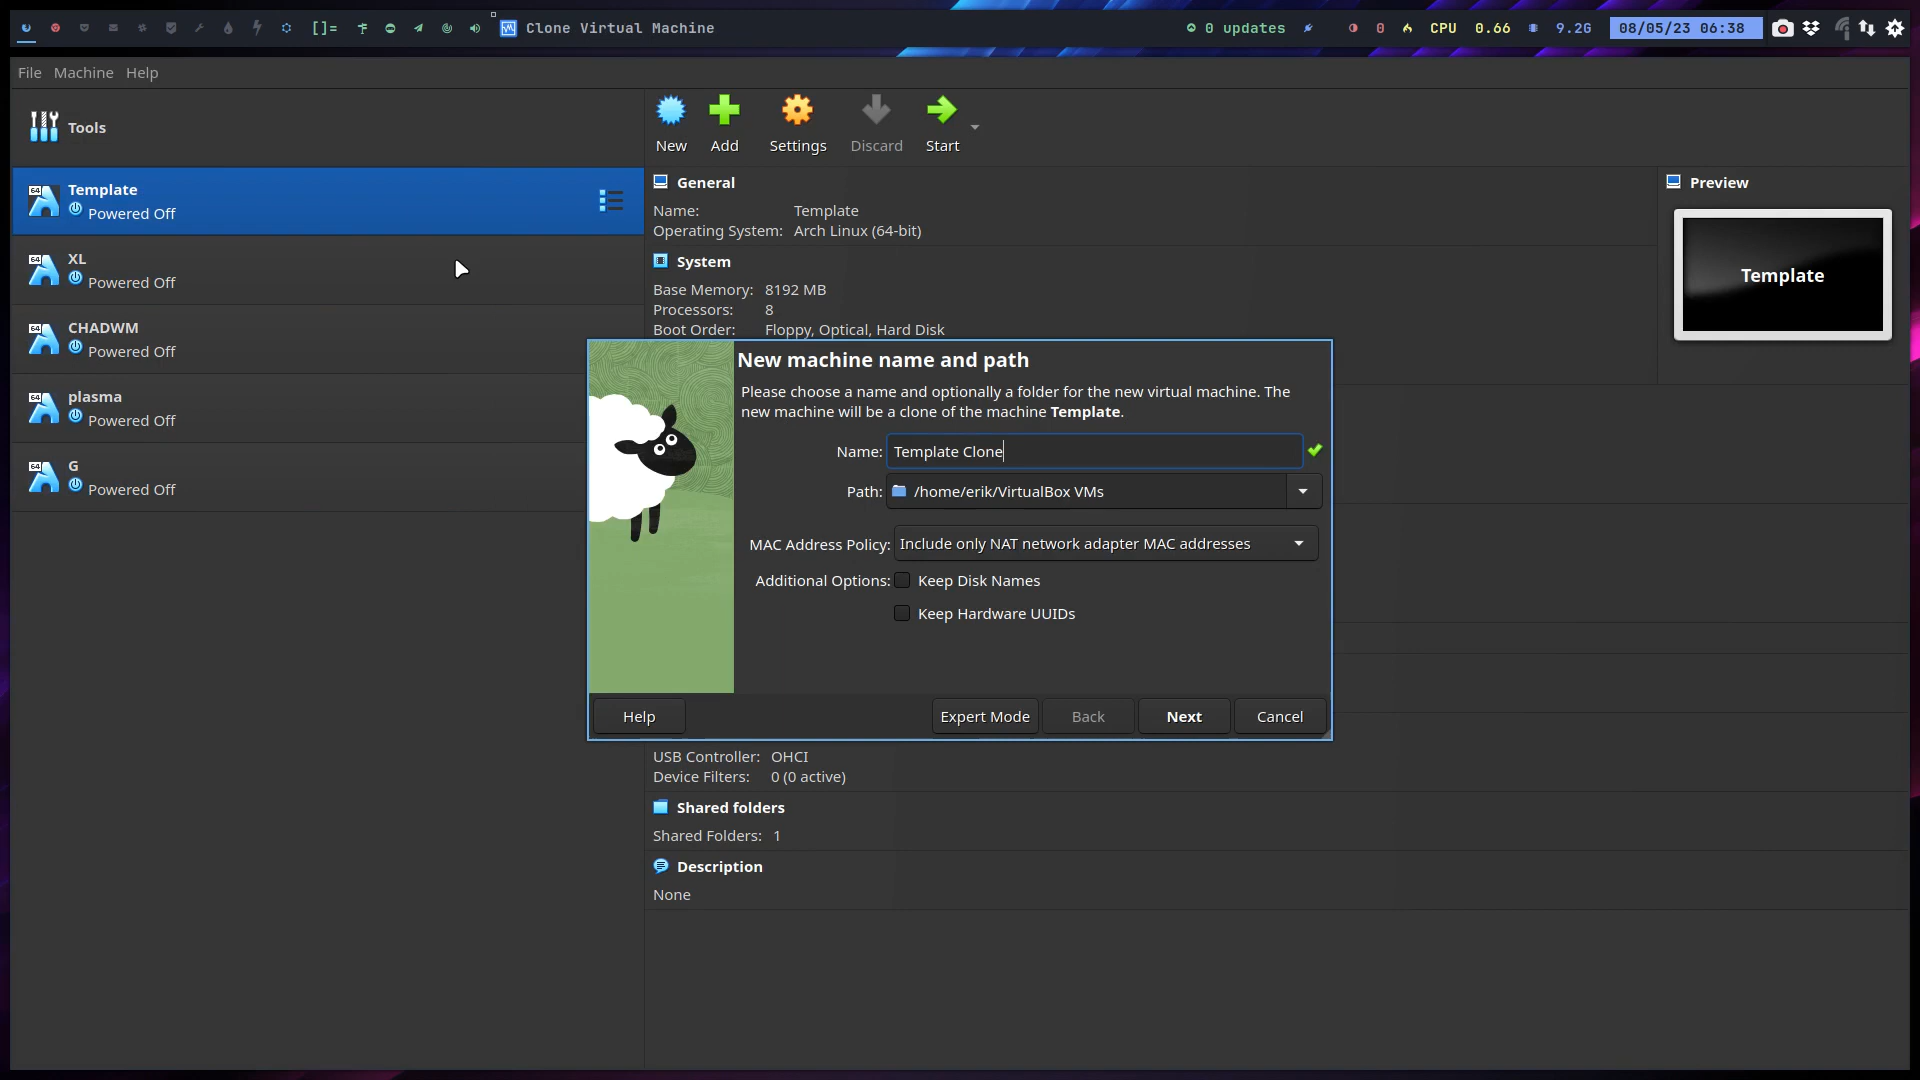 []=
Clone Virtual Machine
0 updates
0
CPU 0.66
9.2G
08/05/23 06:38
File Machine Help
Tools
New Add Settings Discard Start
64
Template
Powered Off
64
XL
Powered Off
64
CHADWM
Powered Off
64
plasma
Powered Off
64
G
Powered Off
General
Name: Template
Operating System: Arch Linux (64-bit)
System
Base Memory: 8192 MB
Processors: 8
Boot Order: Floppy, Optical, Hard Disk
Preview
Template
New machine name and path
Please choose a name and optionally a folder for the new virtual machine. The
new machine will be a clone of the machine Template.
Name: Template Clone
Path: /home/erik/VirtualBox VMs
MAC Address Policy: Include only NAT network adapter MAC addresses
Additional Options: Keep Disk Names
Keep Hardware UUIDs
Help Expert Mode Back Next Cancel
USB Controller: OHCI
Device Filters: 0 (0 active)
Shared folders
Shared Folders: 1
Description
None